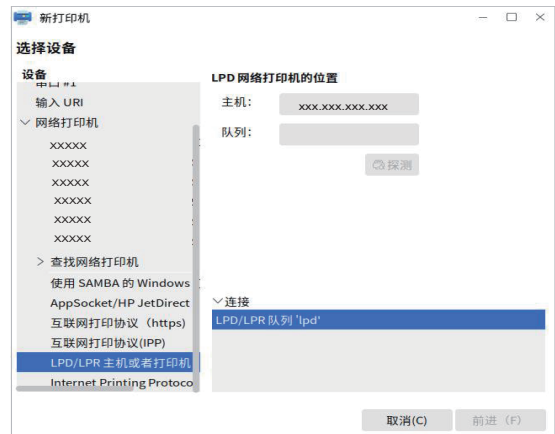 新打印机
选择设备
设备
串口 #1
输入 URI
网络打印机
xxxxx
xxxxx
xxxxx
xxxxx
xxxxx
xxxxx
查找网络打印机
使用 SAMBA 的 Windows
AppSocket/HP JetDirect
互联网打印协议（https)
互联网打印协议(IPP)
LPD/LPR 主机或者打印机
Internet Printing Protoco
LPD 网络打印机的位置
主机：
xxx.xxx.xxx.xxx
队列：
探测
连接
LPD/LPR 队列 'lpd'
取消(C)
前进（F)